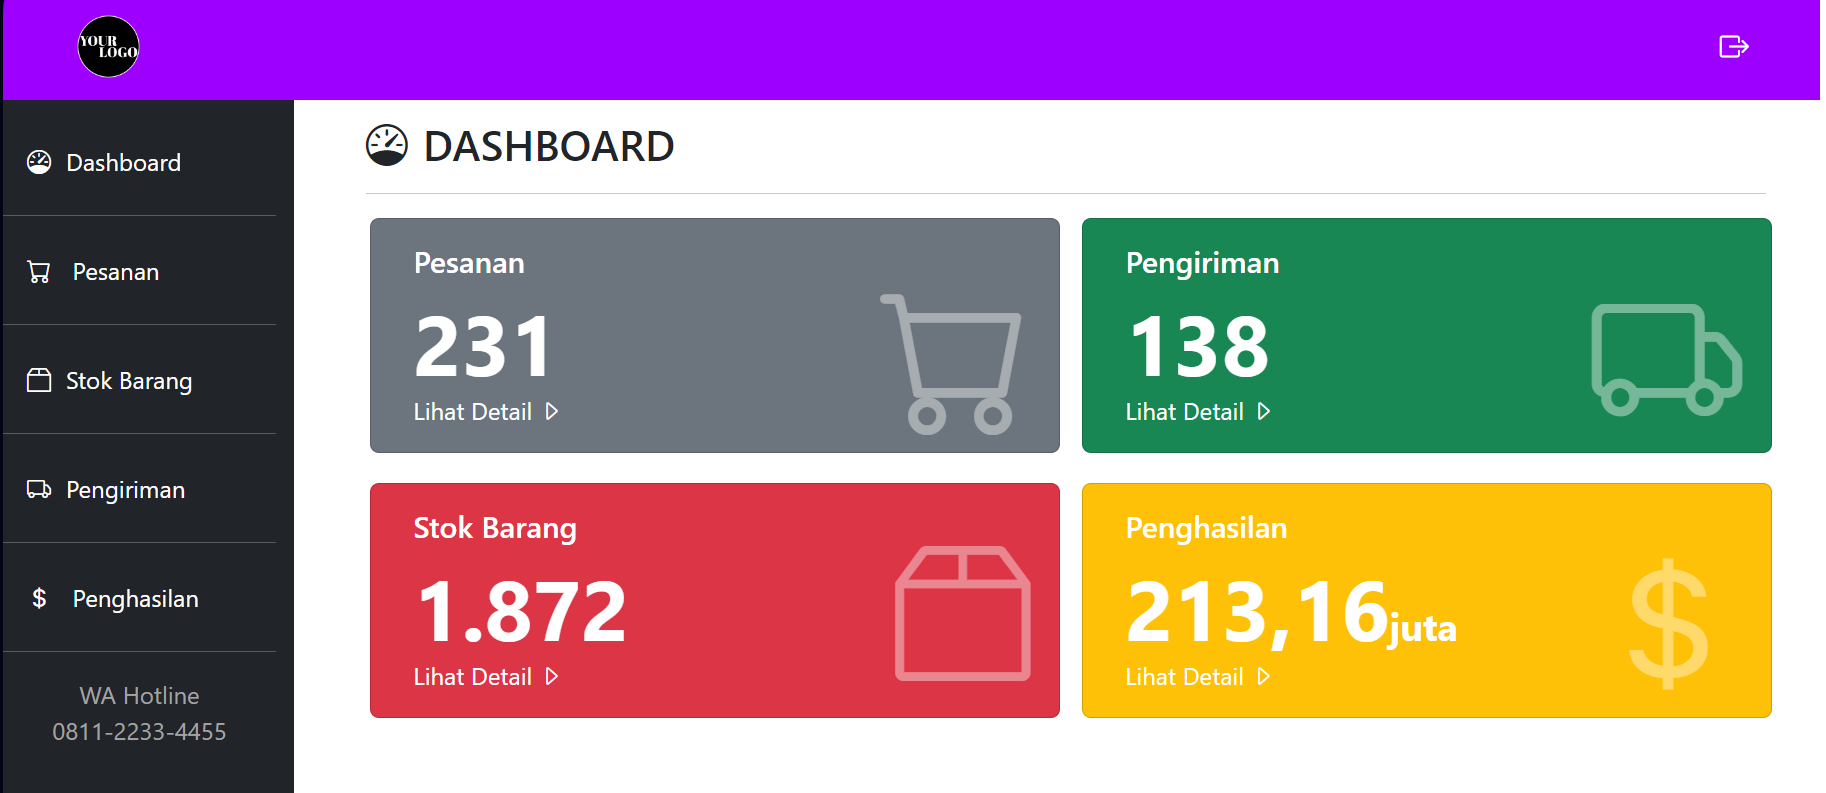 YOUR
LOGO
Dashboard
Pesanan
Stok Barang
Pengiriman
$ Penghasilan
WA Hotline
0811-2233-4455
DASHBOARD
Pesanan
231
Lihat Detail
Pengiriman
138
Lihat Detail
Stok Barang
1.872
Lihat Detail
Penghasilan
213,16juta
Lihat Detail
$